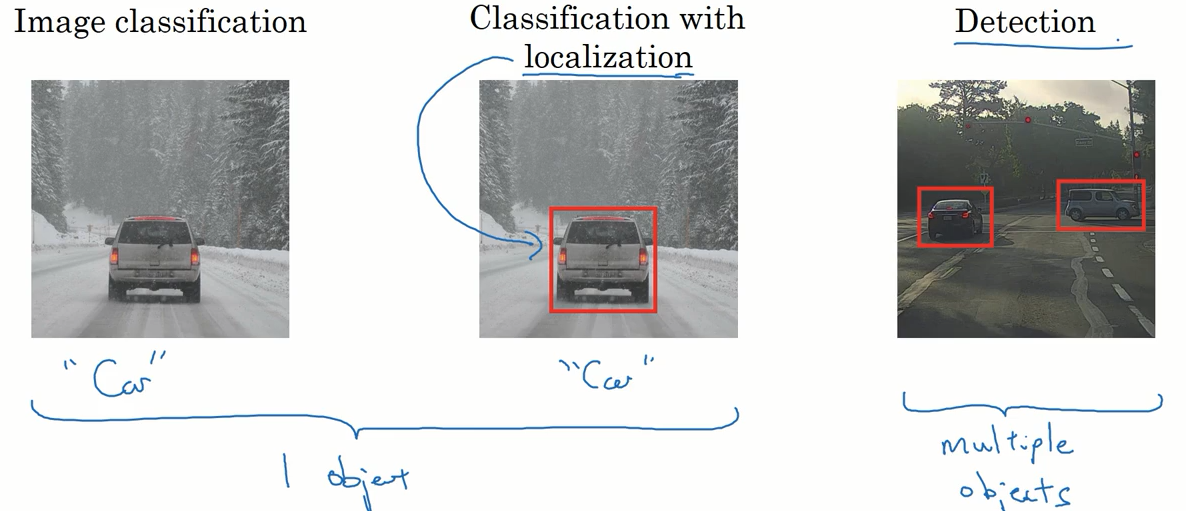 Image classification
Classification with
localization
Detection
"Car"
"Car"
1 object
multiple
objects